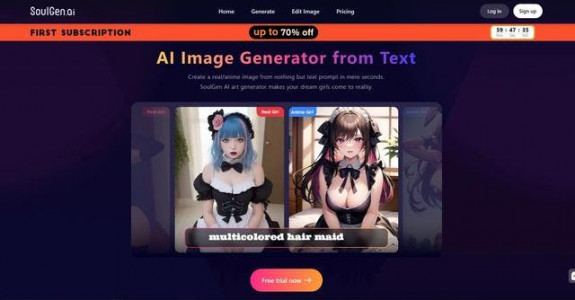 SoulGen.ai
Home Generate Edit Image Pricing
Log in Sign up
FIRST SUBSCRIPTION up to 70% off
59 : 47 : 35
AI Image Generator from Text
Create a real/anime image from nothing but text prompt in mere seconds.
SoulGen AI art generator makes your dream girls come to reality.
Real Girl Real Girl Anime Girl
multicolored hair maid
Free trial now →